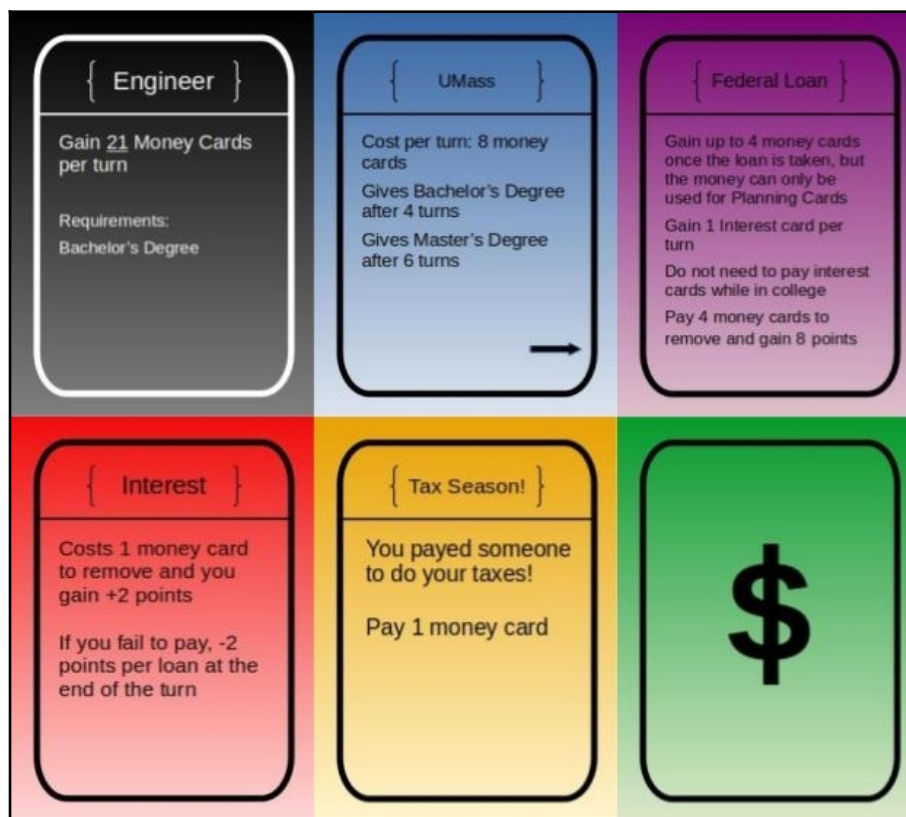 { Engineer }
Gain 21 Money Cards
per turn
Requirements:
Bachelor's Degree
{ UMass }
Cost per turn: 8 money
cards
Gives Bachelor's Degree
after 4 turns
Gives Master's Degree
after 6 turns
{ Federal Loan }
Gain up to 4 money cards
once the loan is taken, but
the money can only be
used for Planning Cards
Gain 1 Interest card per
turn
Do not need to pay interest
cards while in college
Pay 4 money cards to
remove and gain 8 points
{ Interest }
Costs 1 money card
to remove and you
gain +2 points
If you fail to pay, -2
points per loan at the
end of the turn
{ Tax Season! }
You payed someone
to do your taxes!
Pay 1 money card
$